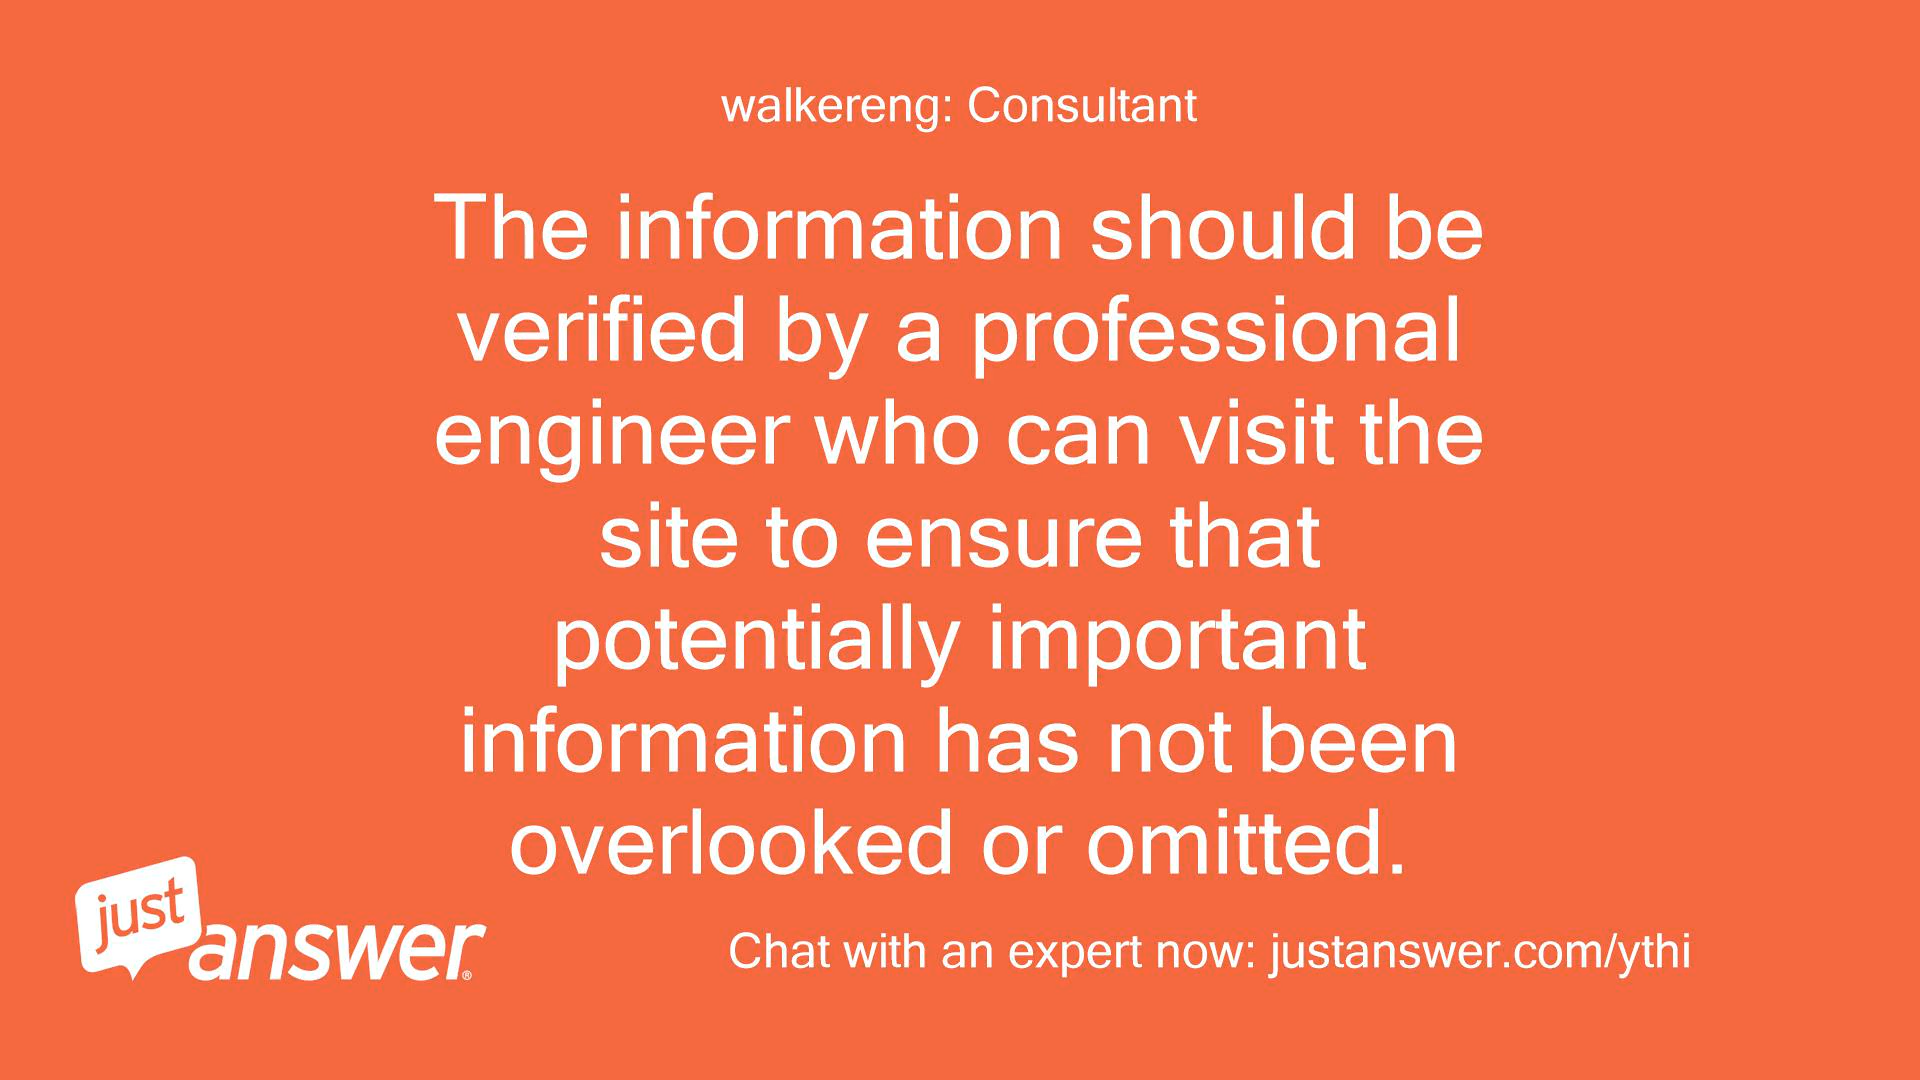 walkereng: Consultant
The information should be
verified by a professional
engineer who can visit the
site to ensure that
potentially important
information has not been
overlooked or omitted.
just
answer®
Chat with an expert now: justanswer.com/ythi